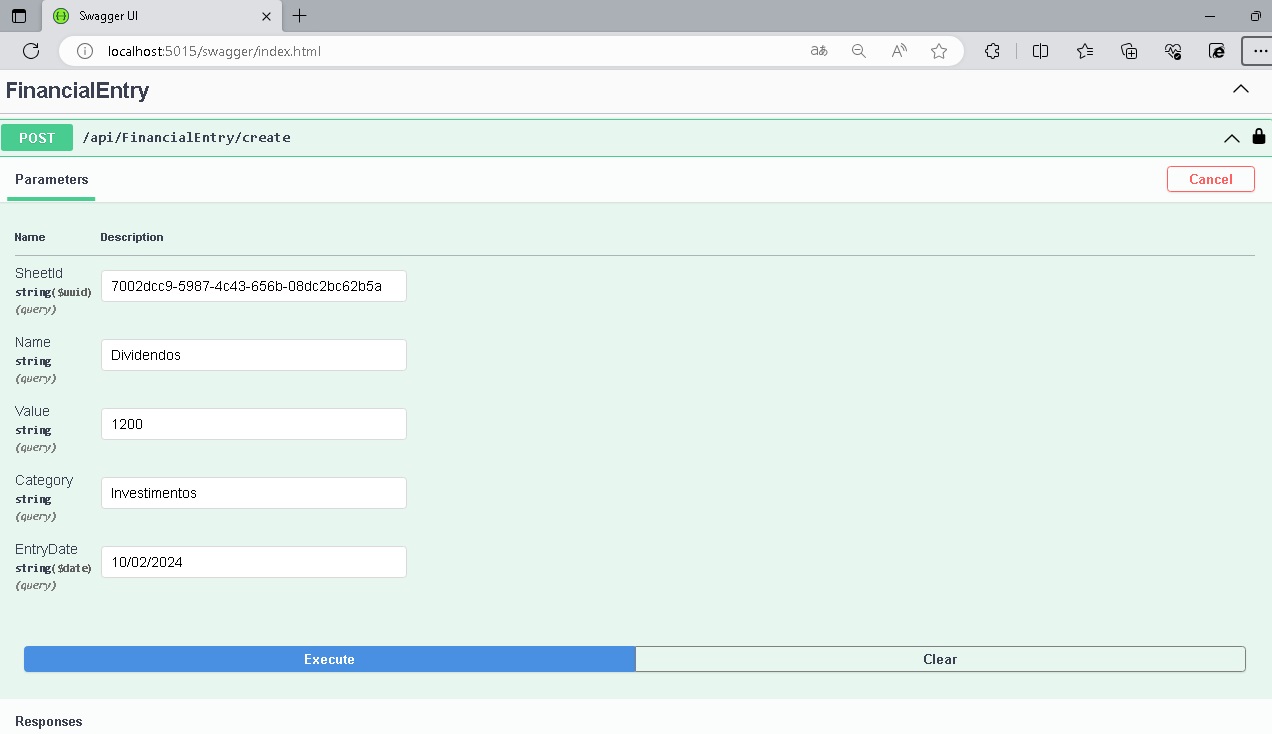 Swagger UI
localhost:5015/swagger/index.html
FinancialEntry
POST /api/FinancialEntry/create
Parameters
Cancel
Name Description
SheetId
string($uuid)
(query)
7002dcc9-5987-4c43-656b-08dc2bc62b5a
Name
string
(query)
Dividendos
Value
string
(query)
1200
Category
string
(query)
Investimentos
EntryDate
string($date)
(query)
10/02/2024
Execute Clear
Responses